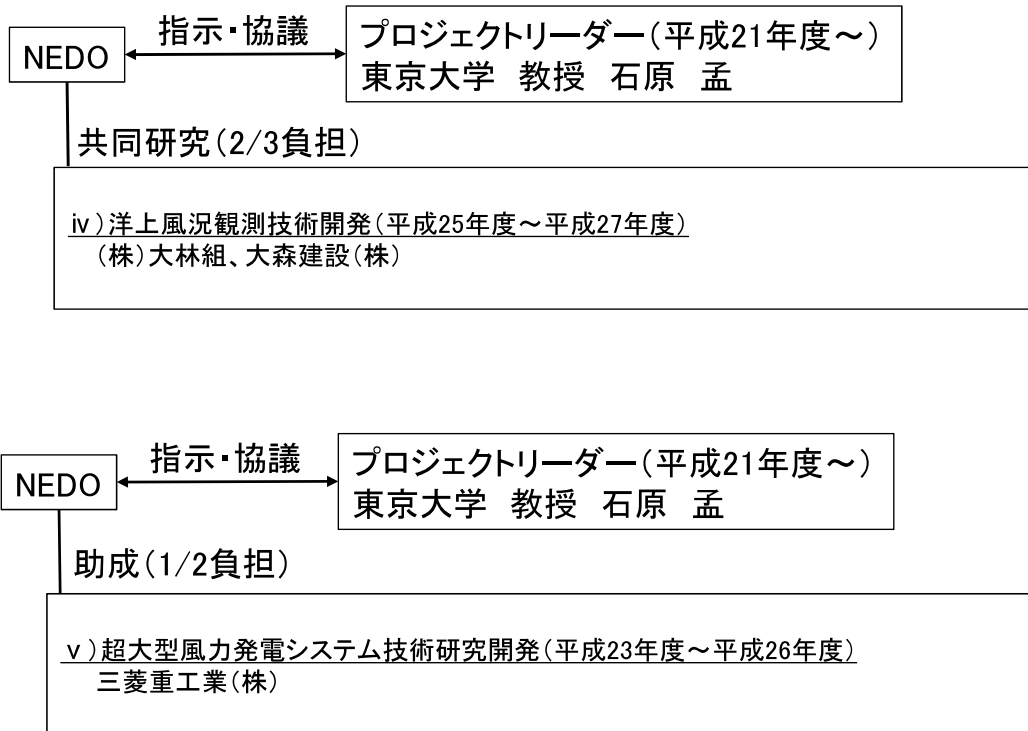 指示・協議
NEDO
プロジェクトリーダー(平成21年度～)
東京大学 教授 石原 孟
共同研究(2/3負担)
ⅳ)洋上風況観測技術開発(平成25年度～平成27年度)
(株)大林組、大森建設(株)
指示・協議
NEDO
プロジェクトリーダー(平成21年度～)
東京大学 教授 石原 孟
助成(1/2負担)
ⅴ)超大型風力発電システム技術研究開発(平成23年度～平成26年度)
三菱重工業(株)